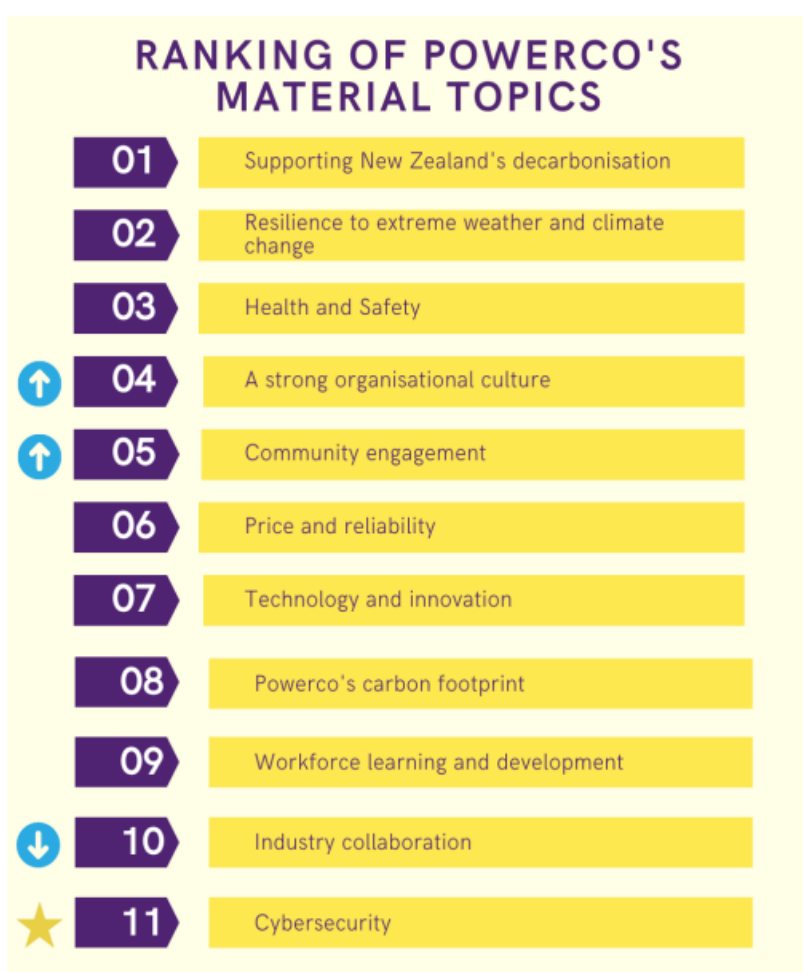 RANKING OF POWERCO'S
MATERIAL TOPICS
01 Supporting New Zealand's decarbonisation
02 Resilience to extreme weather and climate
change
03 Health and Safety
04 A strong organisational culture
05 Community engagement
06 Price and reliability
07 Technology and innovation
08 Powerco's carbon footprint
09 Workforce learning and development
10 Industry collaboration
11 Cybersecurity